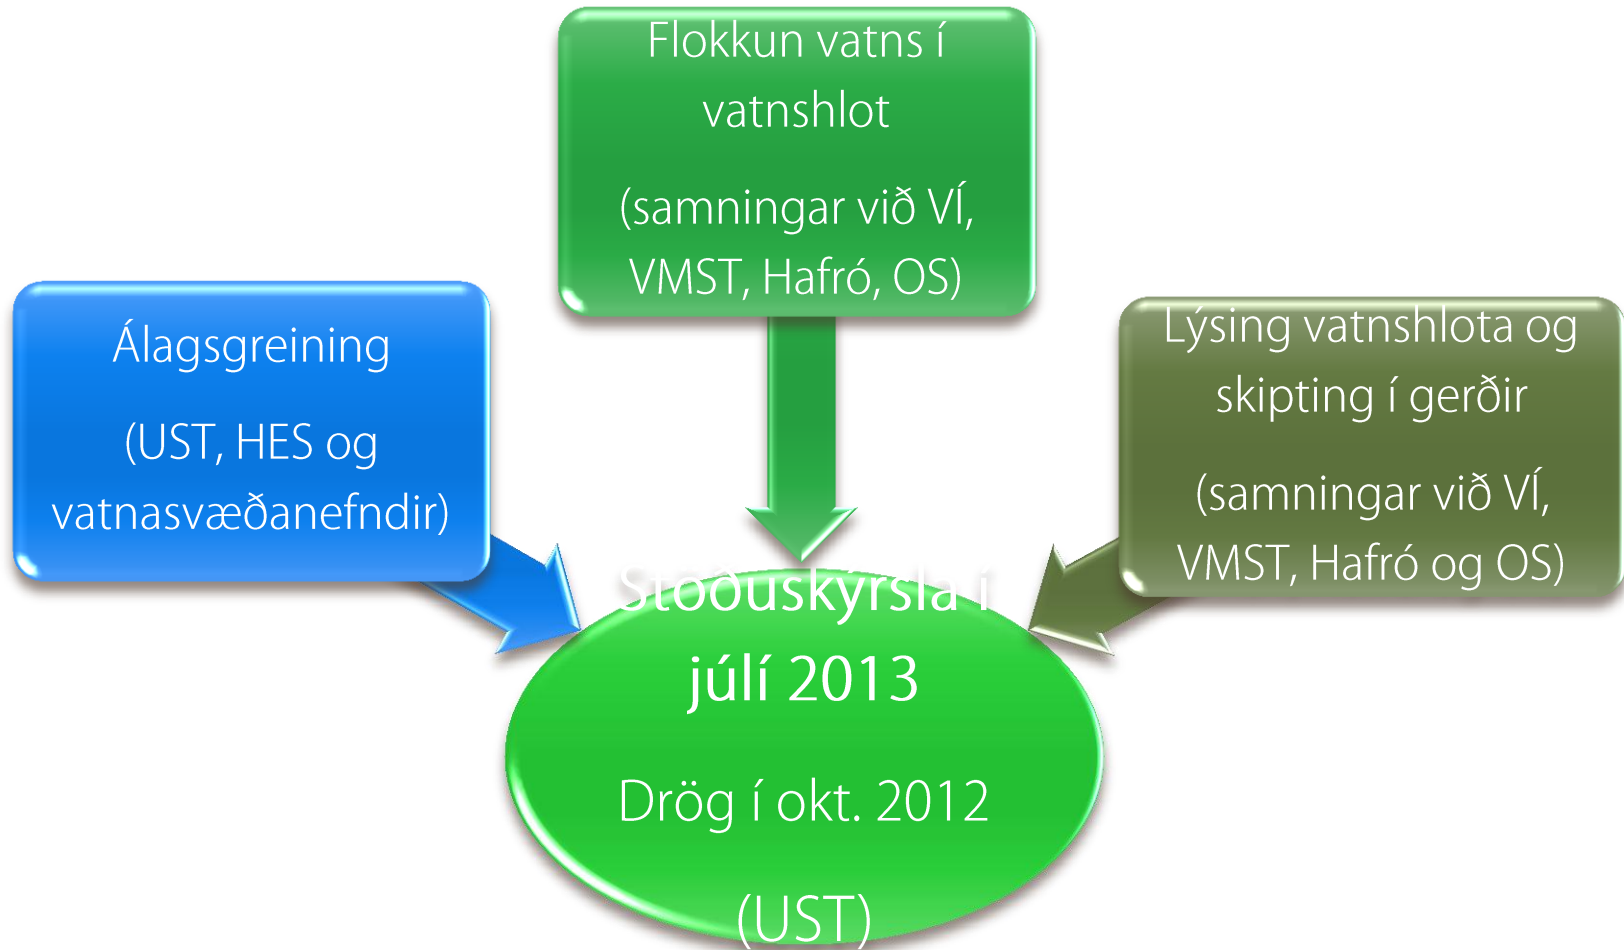 Flokkun vatns í
vatnshlot
(samningar við VÍ,
VMST, Hafró, OS)
Álagsgreining
(UST, HES og
vatnasvæðanefndir)
Lýsing vatnshlota og
skipting í gerðir
(samningar við VÍ,
VMST, Hafró og OS)
Stöðuskýrsla í
júlí 2013
Drög í okt. 2012
(UST)